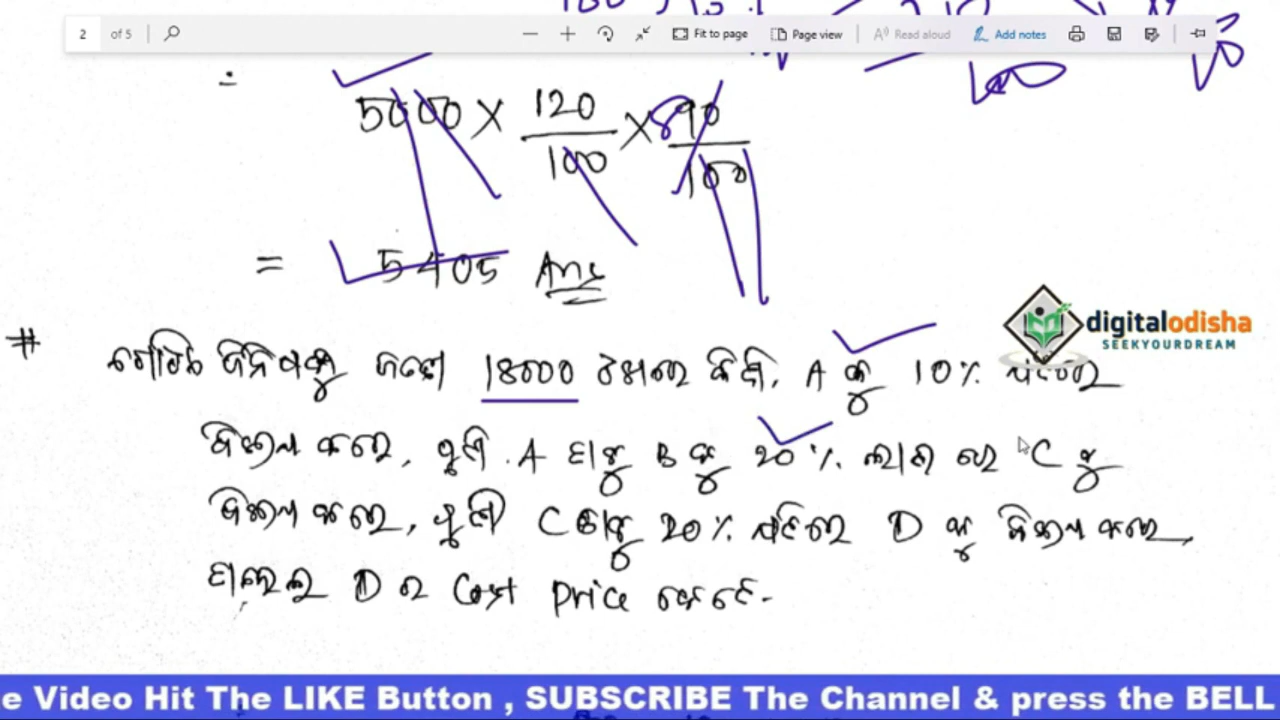 2 of 5 Fit to page Page view Read aloud Add notes
100
=
5000 × 120/100 × 890/100
= 5405 Ans
# ଗୋଟିଏ ଜିନିଷକୁ ଜଣେ 18000 ଟଙ୍କାରେ କିଣି, A କୁ 10%
ବିକ୍ରୟ କଲେ, ପୁଣି A ତାକୁ B କୁ 20% ଲାଭ ରେ C କୁ
ବିକ୍ରୟ କଲେ, ପୁଣି C ତାକୁ 20% କ୍ଷତିରେ D କୁ ବିକ୍ରୟ କଲେ,
ତାହେଲେ D ର Cost Price କେତେ.
digitalodisha
SEEKYOURDREAM
e Video Hit The LIKE Button , SUBSCRIBE The Channel & press the BELL